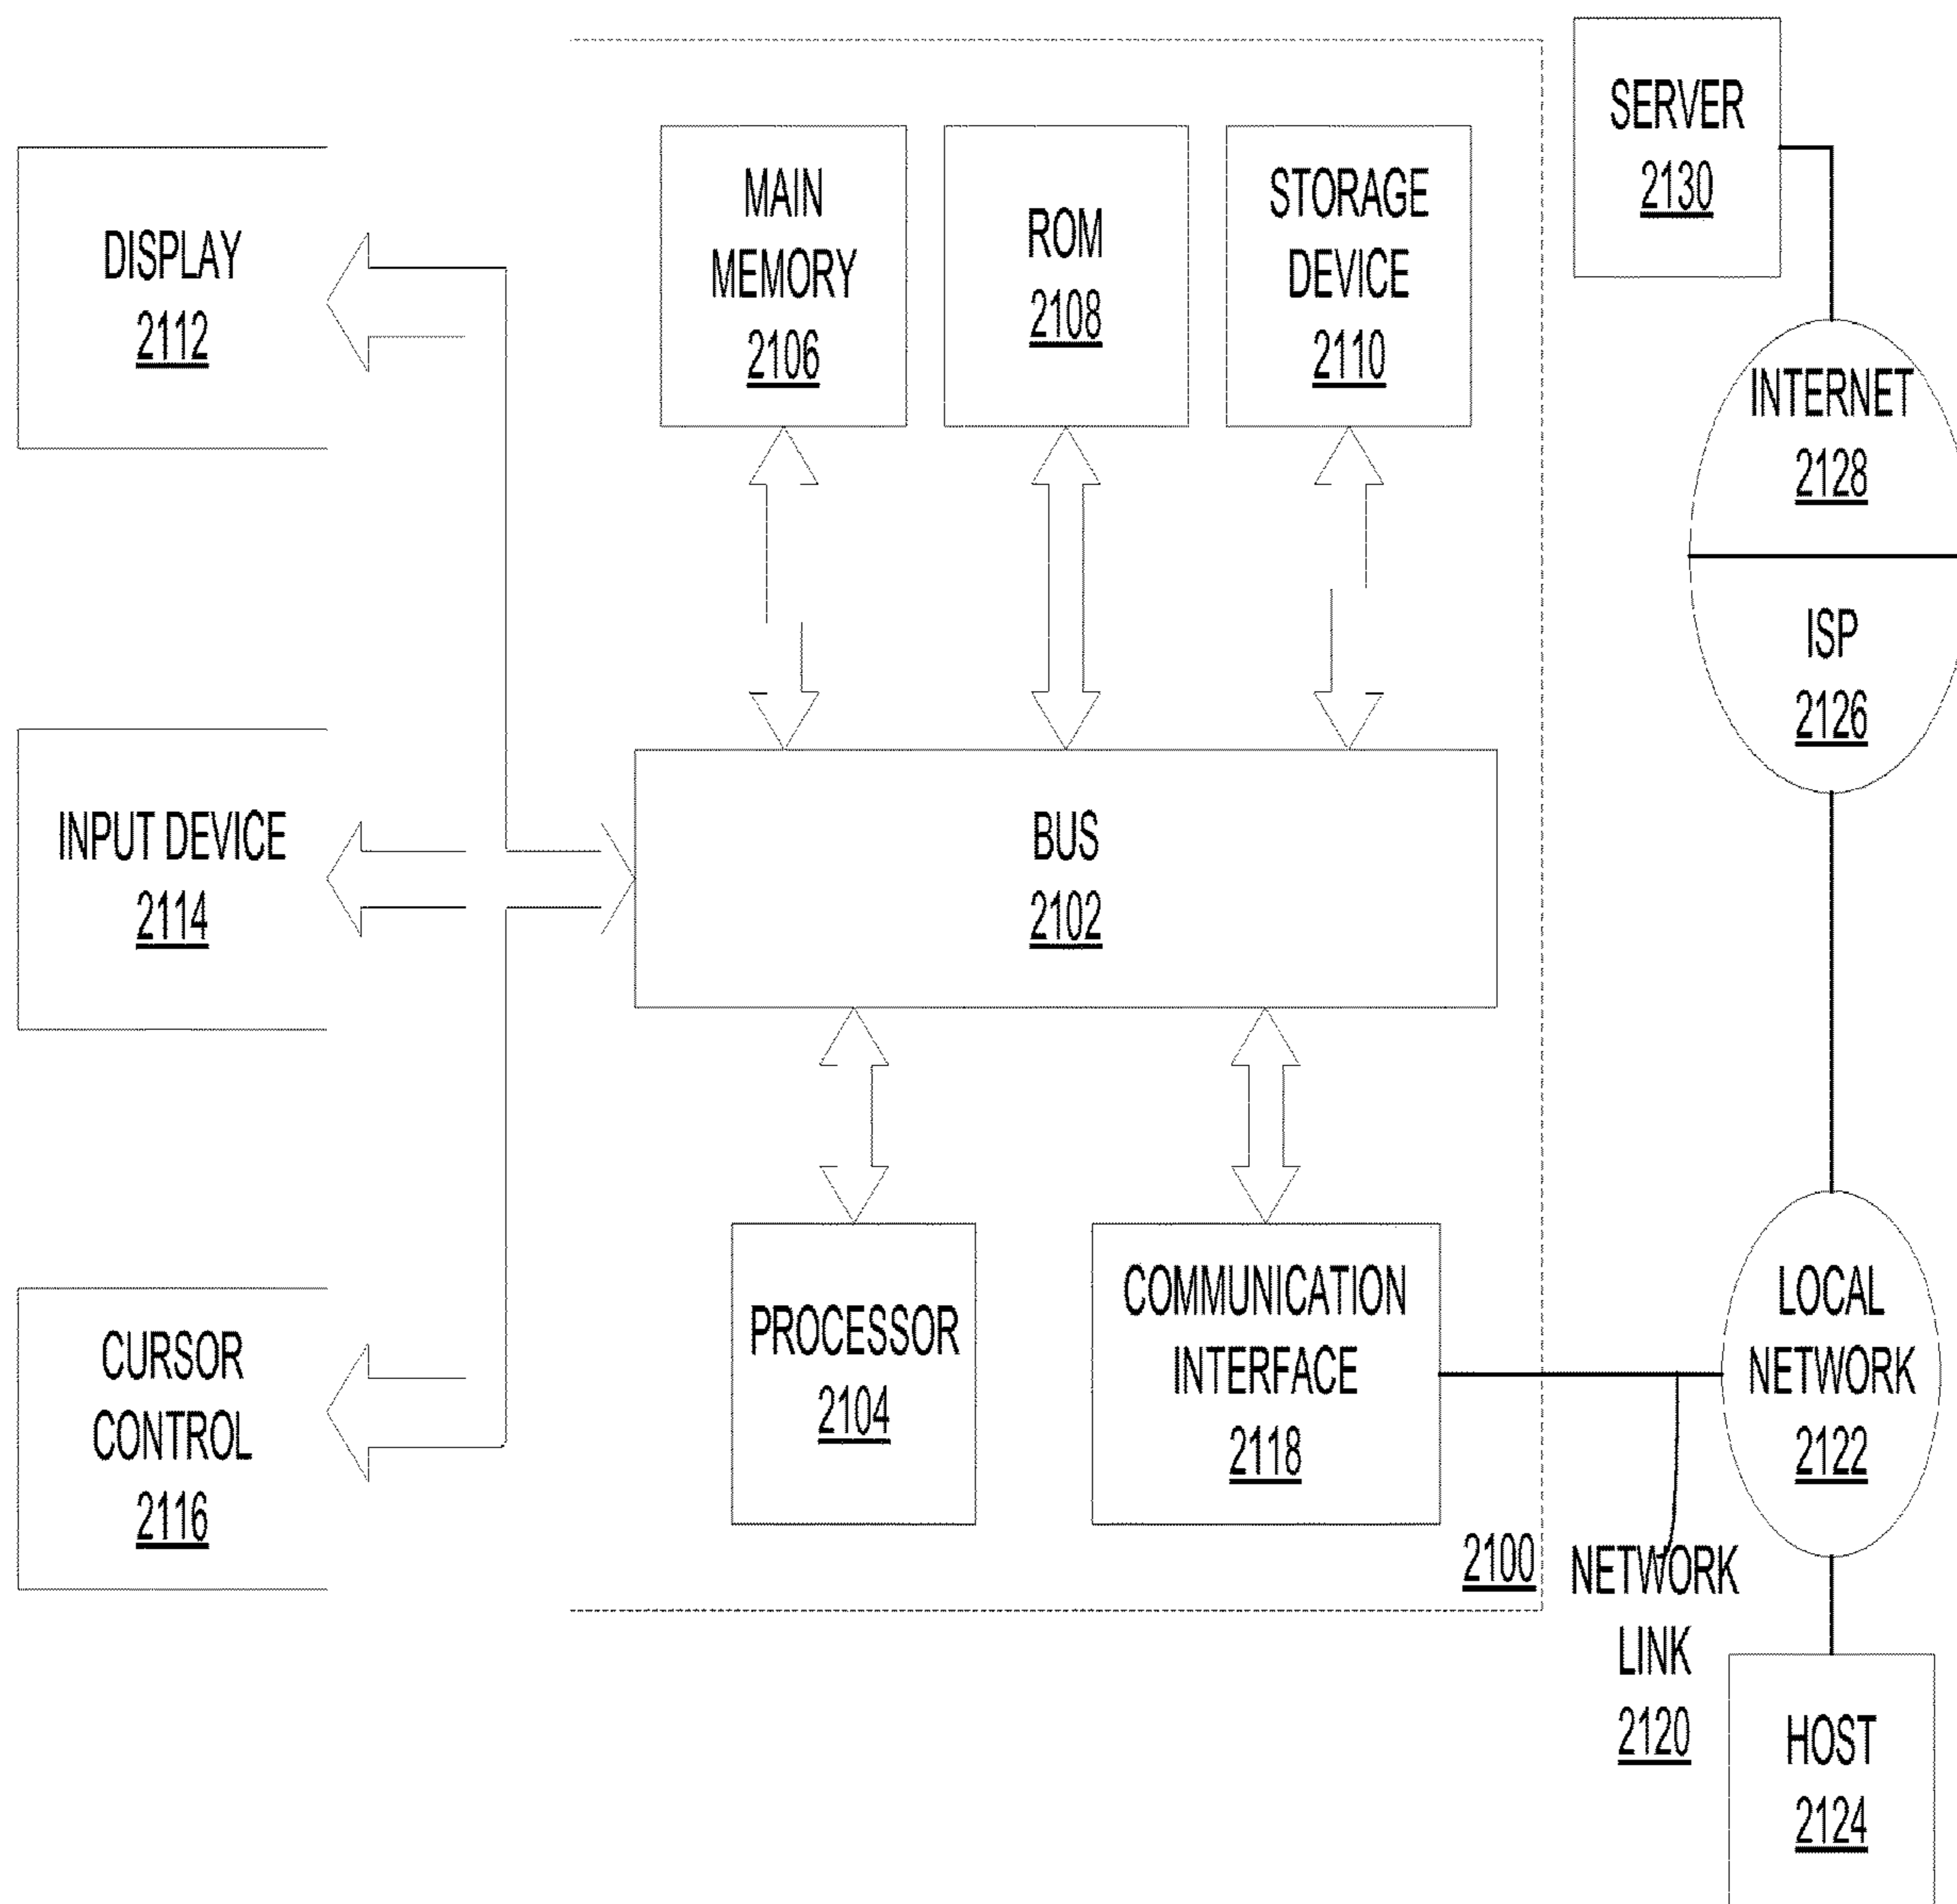 SERVER
2130
MAIN
MEMORY
2106
ROM
2108
STORAGE
DEVICE
2110
DISPLAY
2112
INTERNET
2128
ISP
2126
INPUT DEVICE
2114
BUS
2102
CURSOR
CONTROL
2116
PROCESSOR
2104
COMMUNICATION
INTERFACE
2118
LOCAL
NETWORK
2122
2100
NETWORK
LINK
2120
HOST
2124